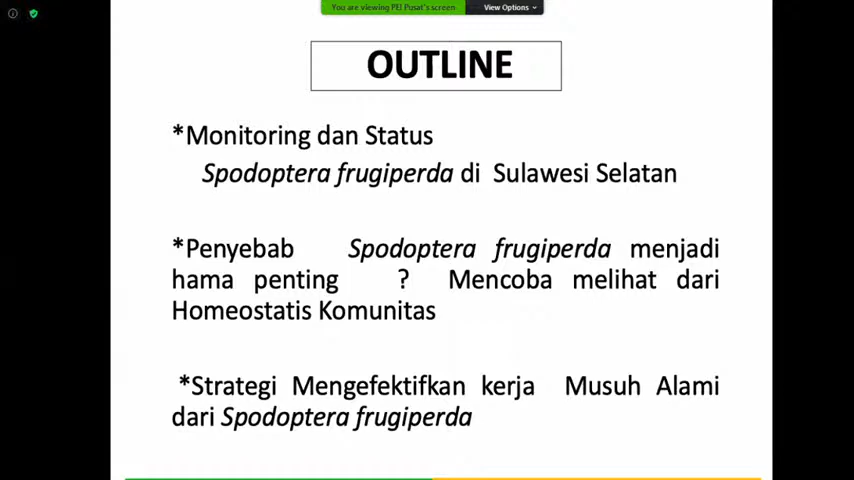 You are viewing PEI Pusat's screen
View Options
OUTLINE
*Monitoring dan Status
Spodoptera frugiperda di Sulawesi Selatan
*Penyebab Spodoptera frugiperda menjadi
hama penting ? Mencoba melihat dari
Homeostatis Komunitas
*Strategi Mengefektifkan kerja Musuh Alami
dari Spodoptera frugiperda